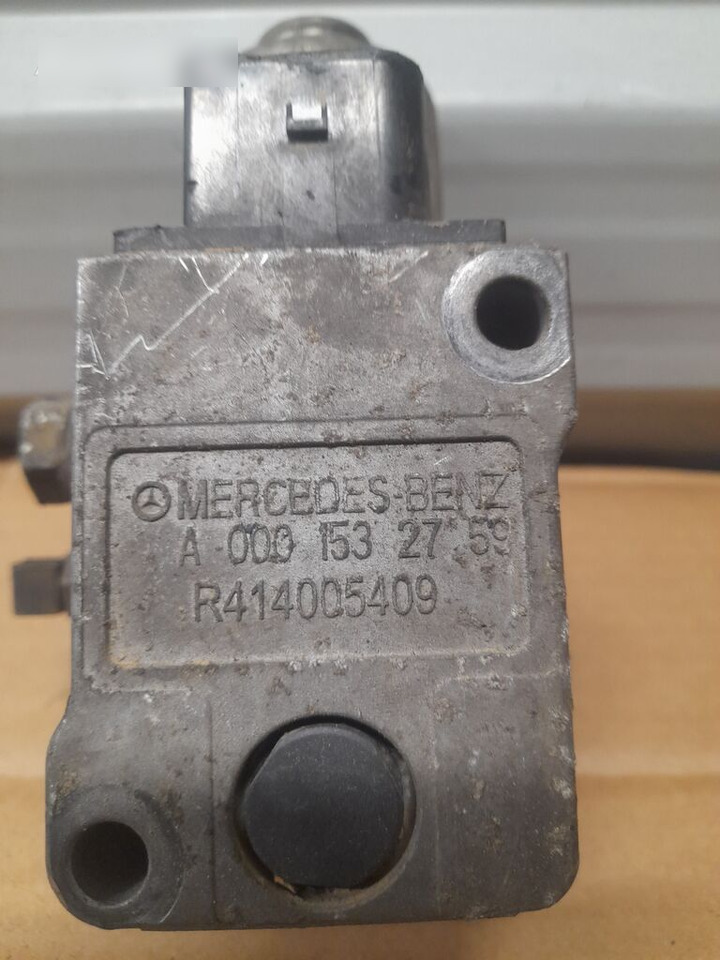 MERCEDES-BENZ
A 000 153 27 59
R414005409